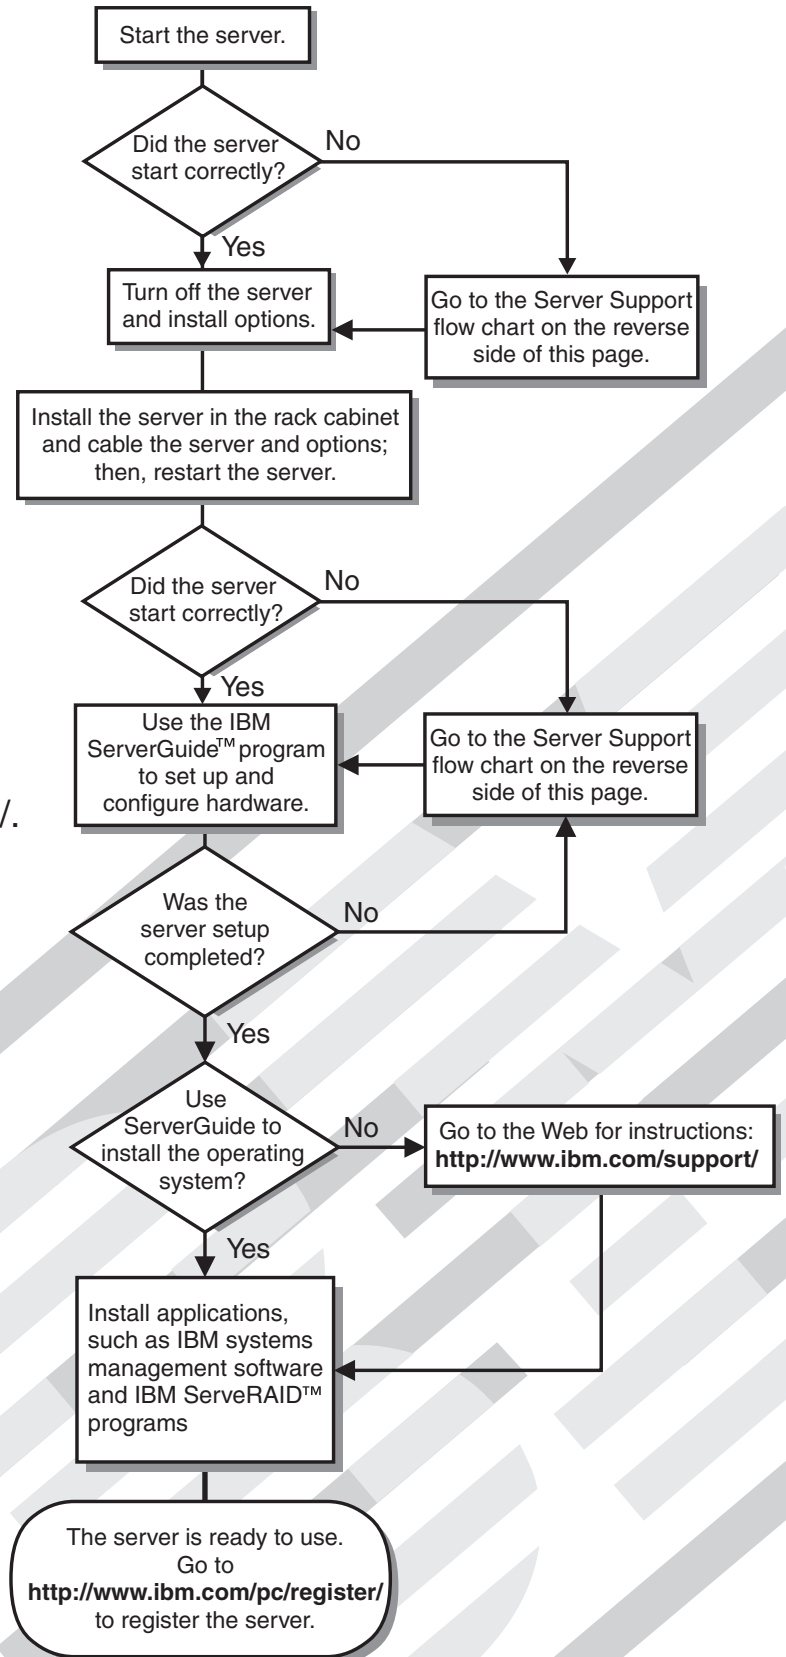 Start the server.
Did the server
start correctly?
No
Yes
Turn off the server
and install options.
Go to the Server Support
flow chart on the reverse
side of this page.
Install the server in the rack cabinet
and cable the server and options;
then, restart the server.
Did the server
start correctly?
No
Yes
Use the IBM
ServerGuide™ program
to set up and
configure hardware.
Go to the Server Support
flow chart on the reverse
side of this page.
/.
Was the
server setup
completed?
No
Yes
Use
ServerGuide to
install the operating
system?
No
Go to the Web for instructions:
http://www.ibm.com/support/
Yes
Install applications,
such as IBM systems
management software
and IBM ServeRAID™
programs
The server is ready to use.
Go to
http://www.ibm.com/pc/register/
to register the server.